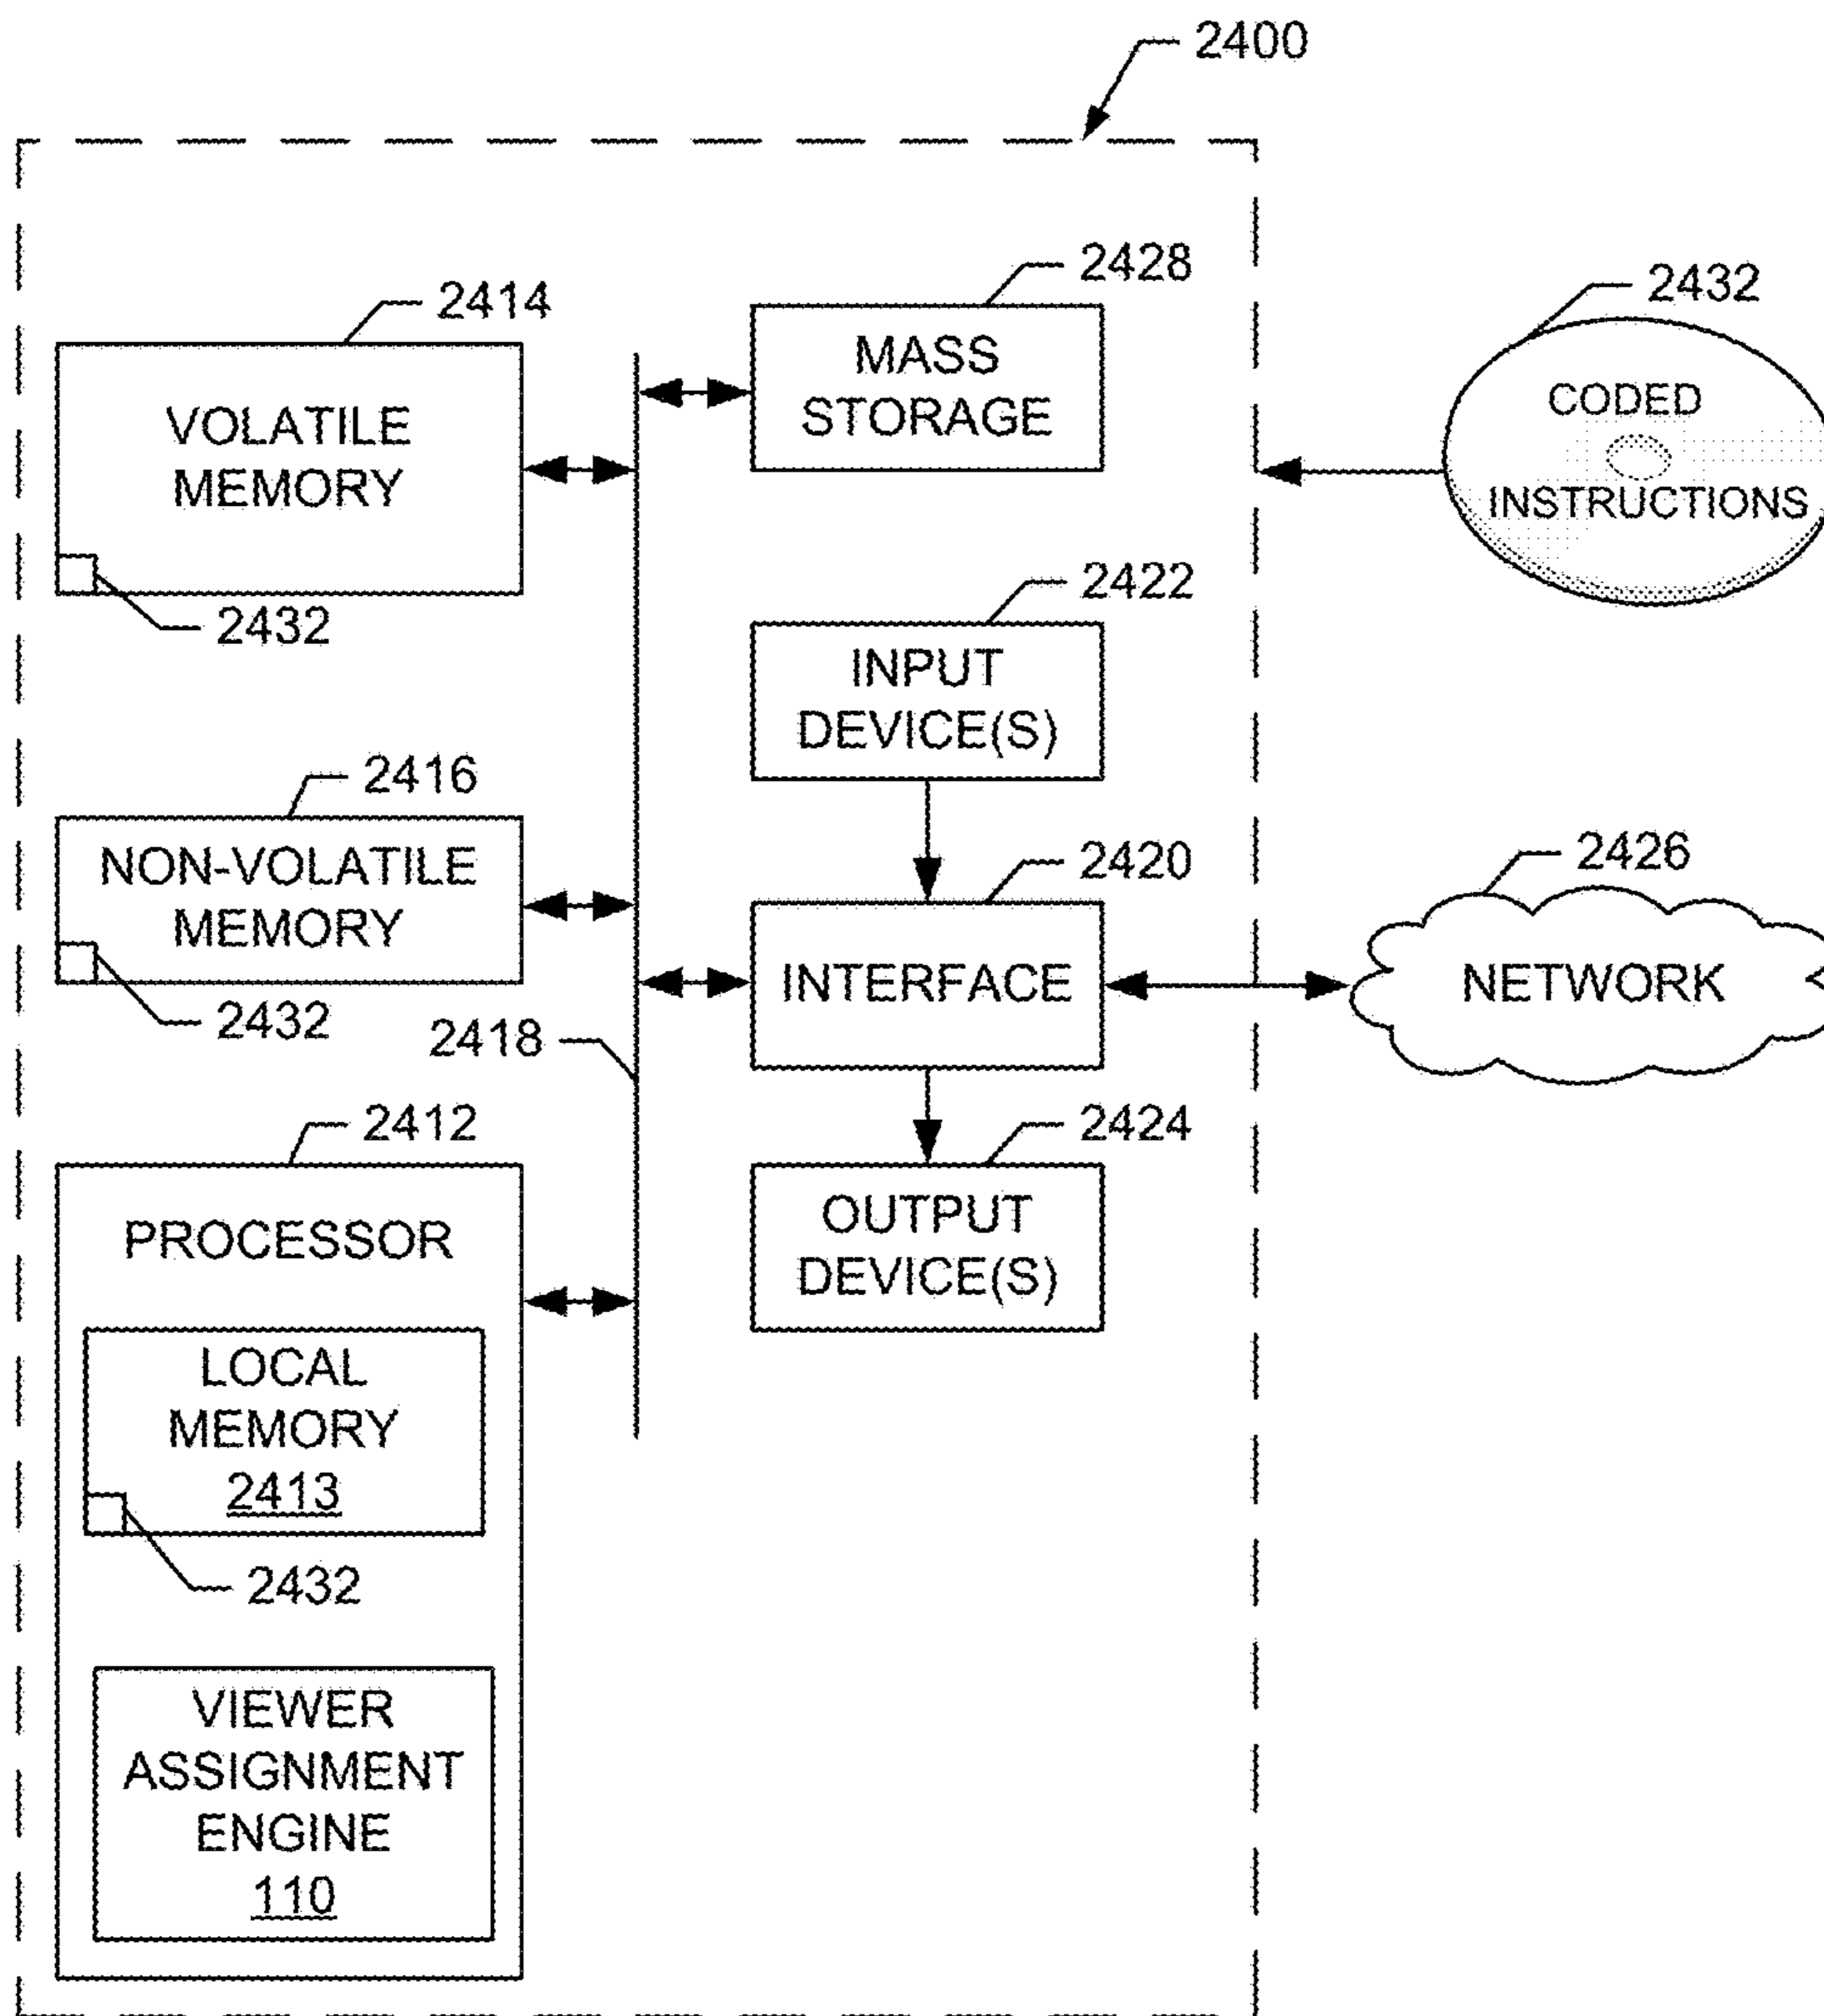 2400
2428
MASS
STORAGE
2414
VOLATILE
MEMORY
2432
2432
CODED
INSTRUCTIONS
2422
INPUT
DEVICE(S)
2416
NON-VOLATILE
MEMORY
2432
2418
2420
INTERFACE
2426
NETWORK
2412
PROCESSOR
2424
OUTPUT
DEVICE(S)
LOCAL
MEMORY
2413
2432
VIEWER
ASSIGNMENT
ENGINE
110